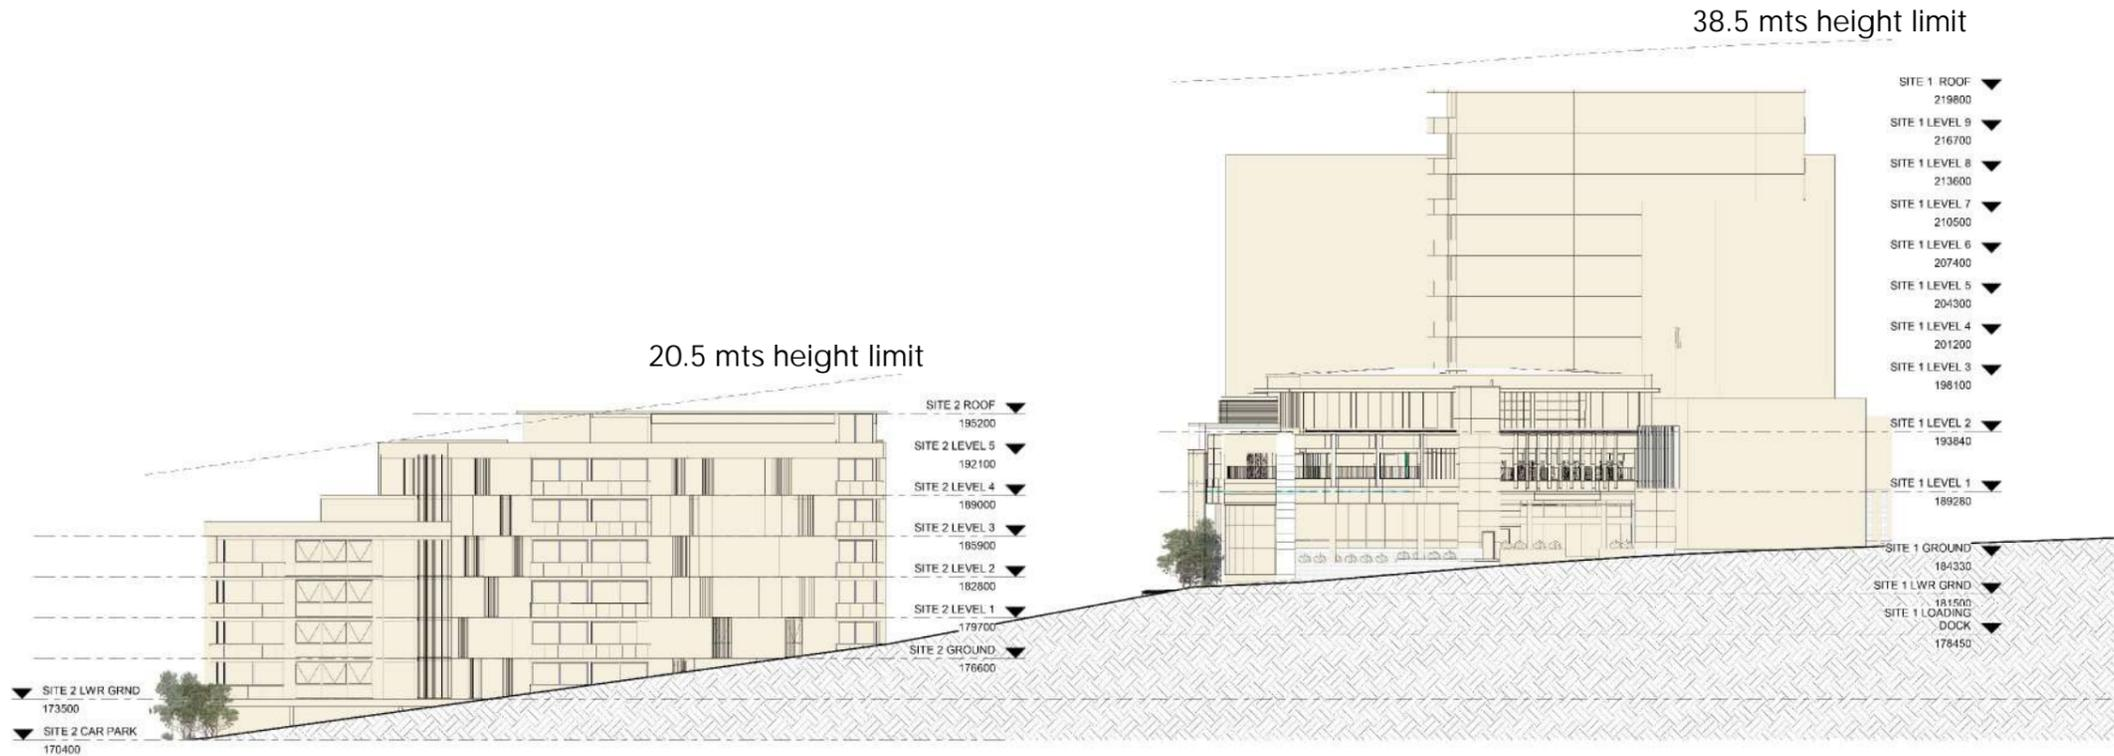 38.5 mts height limit
SITE 1 ROOF
219800
SITE 1 LEVEL 9
216700
SITE 1 LEVEL 8
213600
SITE 1 LEVEL 7
210500
SITE 1 LEVEL 6
207400
SITE 1 LEVEL 5
204300
SITE 1 LEVEL 4
201200
SITE 1 LEVEL 3
198100
SITE 1 LEVEL 2
193840
SITE 1 LEVEL 1
189280
SITE 1 GROUND
184330
SITE 1 LWR GRND
181500
SITE 1 LOADING
DOCK
178450
20.5 mts height limit
SITE 2 ROOF
195200
SITE 2 LEVEL 5
192100
SITE 2 LEVEL 4
189000
SITE 2 LEVEL 3
185900
SITE 2 LEVEL 2
182800
SITE 2 LEVEL 1
179700
SITE 2 GROUND
176600
SITE 2 LWR GRND
173500
SITE 2 CAR PARK
170400